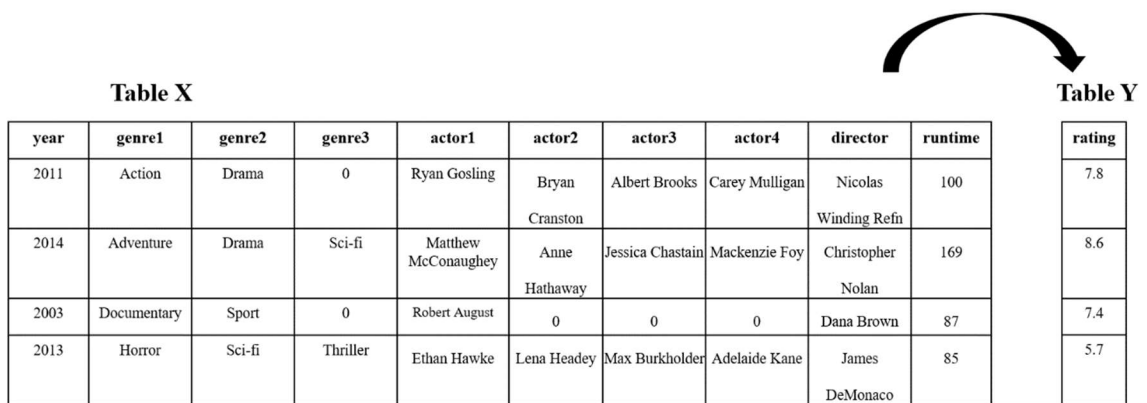 Table X
Table Y
year genre1 genre2 genre3 actor1 actor2 actor3 actor4 director runtime rating
2011 Action Drama 0 Ryan Gosling Bryan Cranston Albert Brooks Carey Mulligan Nicolas Winding Refn 100 7.8
2014 Adventure Drama Sci-fi Matthew McConaughey Anne Hathaway Jessica Chastain Mackenzie Foy Christopher Nolan 169 8.6
2003 Documentary Sport 0 Robert August 0 0 0 Dana Brown 87 7.4
2013 Horror Sci-fi Thriller Ethan Hawke Lena Headey Max Burkholder Adelaide Kane James DeMonaco 85 5.7